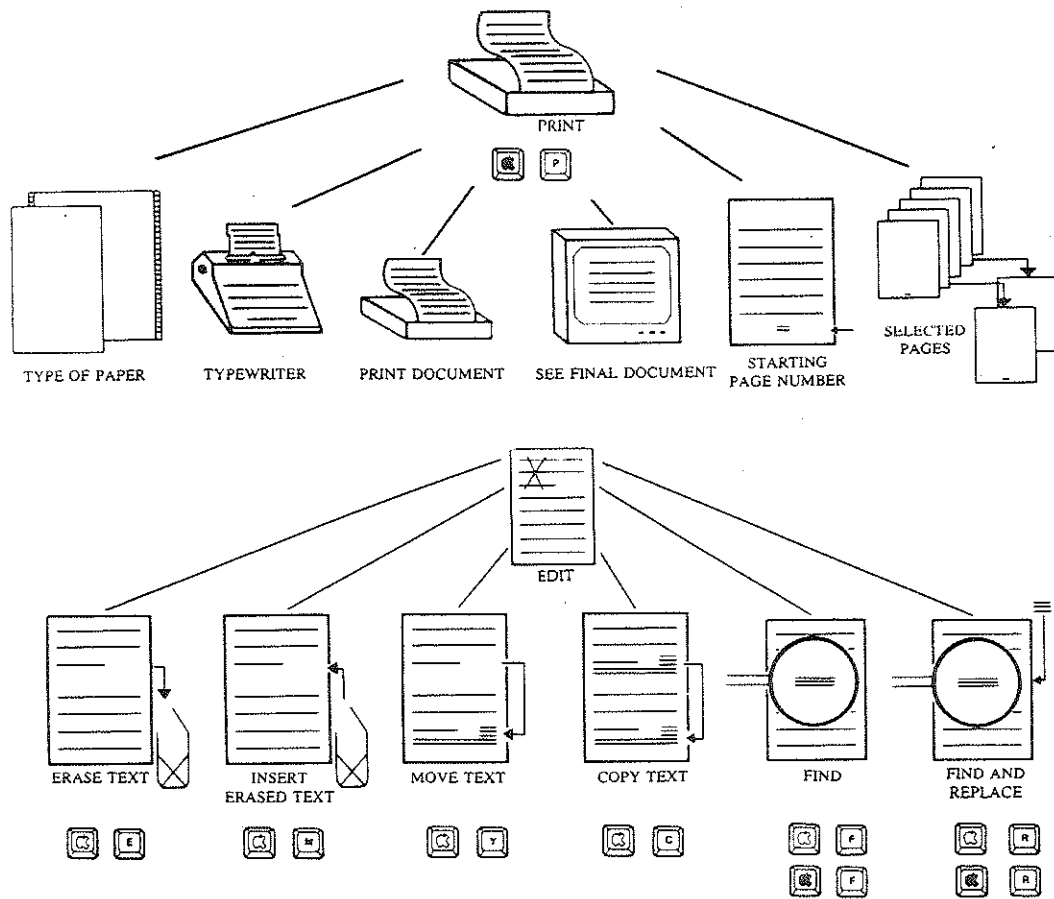 PRINT
P
TYPE OF PAPER
TYPEWRITER
PRINT DOCUMENT
SEE FINAL DOCUMENT
STARTING
PAGE NUMBER
SELECTED
PAGES
EDIT
ERASE TEXT
INSERT
ERASED TEXT
MOVE TEXT
COPY TEXT
FIND
FIND AND
REPLACE
E
Y
C
F
R
F
R